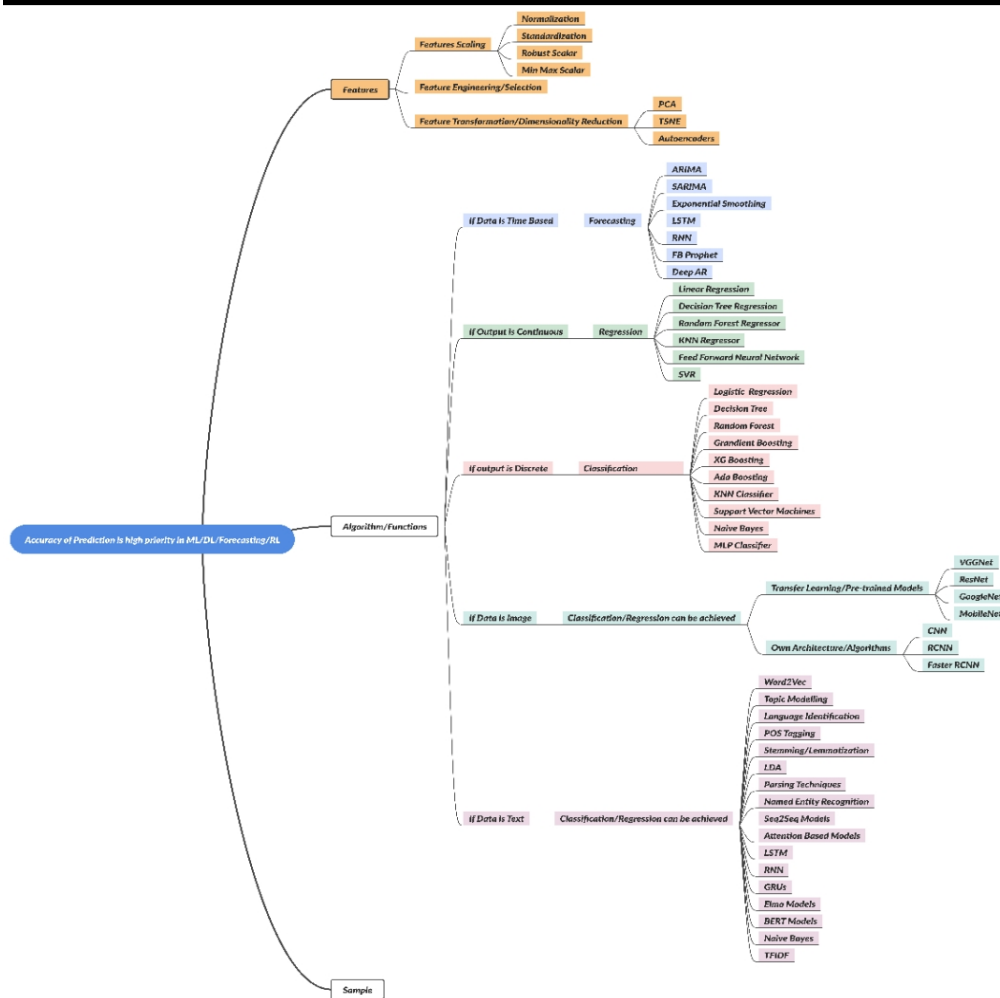 Normalization
Standardization
Features Scaling
Robust Scalar
Min Max Scalar
Features
Feature Engineering/Selection
PCA
Feature Transformation/Dimensionality Reduction
TSNE
Autoencoders
ARIMA
SARIMA
Exponential Smoothing
if Data is Time Based
Forecasting
LSTM
RNN
FB Prophet
Deep AR
Linear Regression
Decision Tree Regression
Random Forest Regressor
if Output is Continuous
Regression
KNN Regressor
Feed Forward Neural Network
SVR
Logistic Regression
Decision Tree
Random Forest
Grandient Boosting
XG Boosting
if output is Discrete
Classification
Ada Boosting
KNN Classifier
Support Vector Machines
Naive Bayes
MLP Classifier
Algorithm/Functions
Accuracy of Prediction is high priority in ML/DL/Forecasting/RL
VGGNet
Transfer Learning/Pre-trained Models
ResNet
GoogleNet
MobileNet
if Data is Image
Classification/Regression can be achieved
CNN
Own Architecture/Algorithms
RCNN
Faster RCNN
Word2Vec
Topic Modelling
Language Identification
POS Tagging
Stemming/Lemmatization
LDA
Parsing Techniques
Named Entity Recognition
if Data is Text
Classification/Regression can be achieved
Seq2Seq Models
Attention Based Models
LSTM
RNN
GRUs
Elmo Models
BERT Models
Naive Bayes
TFIDF
Sample